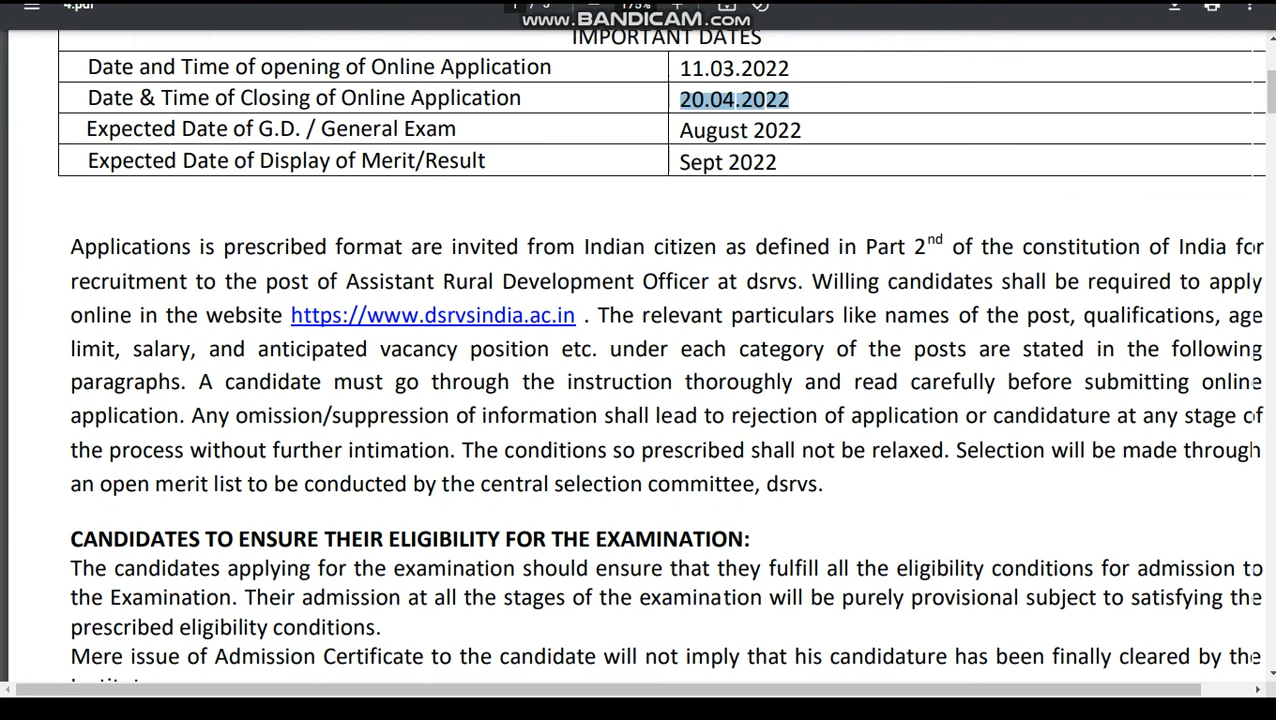 4.pdf
1 / 5
175%
www.BANDICAM.com
IMPORTANT DATES
Date and Time of opening of Online Application 11.03.2022
Date & Time of Closing of Online Application 20.04.2022
Expected Date of G.D. / General Exam August 2022
Expected Date of Display of Merit/Result Sept 2022
Applications is prescribed format are invited from Indian citizen as defined in Part 2nd of the constitution of India for
recruitment to the post of Assistant Rural Development Officer at dsrvs. Willing candidates shall be required to apply
online in the website https://www.dsrvsindia.ac.in . The relevant particulars like names of the post, qualifications, age
limit, salary, and anticipated vacancy position etc. under each category of the posts are stated in the following
paragraphs. A candidate must go through the instruction thoroughly and read carefully before submitting online
application. Any omission/suppression of information shall lead to rejection of application or candidature at any stage of
the process without further intimation. The conditions so prescribed shall not be relaxed. Selection will be made through
an open merit list to be conducted by the central selection committee, dsrvs.
CANDIDATES TO ENSURE THEIR ELIGIBILITY FOR THE EXAMINATION:
The candidates applying for the examination should ensure that they fulfill all the eligibility conditions for admission to
the Examination. Their admission at all the stages of the examination will be purely provisional subject to satisfying the
prescribed eligibility conditions.
Mere issue of Admission Certificate to the candidate will not imply that his candidature has been finally cleared by the